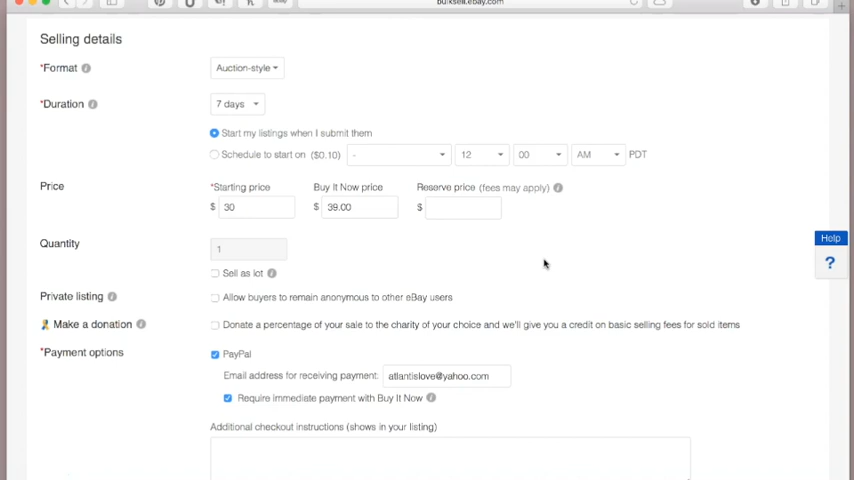 bulksell.ebay.com
Selling details
*Format
Auction-style
*Duration
7 days
Start my listings when I submit them
Schedule to start on ($0.10) - 12 00 AM PDT
Price
*Starting price Buy It Now price Reserve price (fees may apply)
$ 30 $ 39.00 $
Help
?
Quantity
1
Sell as lot
Private listing
Allow buyers to remain anonymous to other eBay users
Make a donation
Donate a percentage of your sale to the charity of your choice and we'll give you a credit on basic selling fees for sold items
*Payment options
PayPal
Email address for receiving payment: atlantislove@yahoo.com
Require immediate payment with Buy It Now
Additional checkout instructions (shows in your listing)